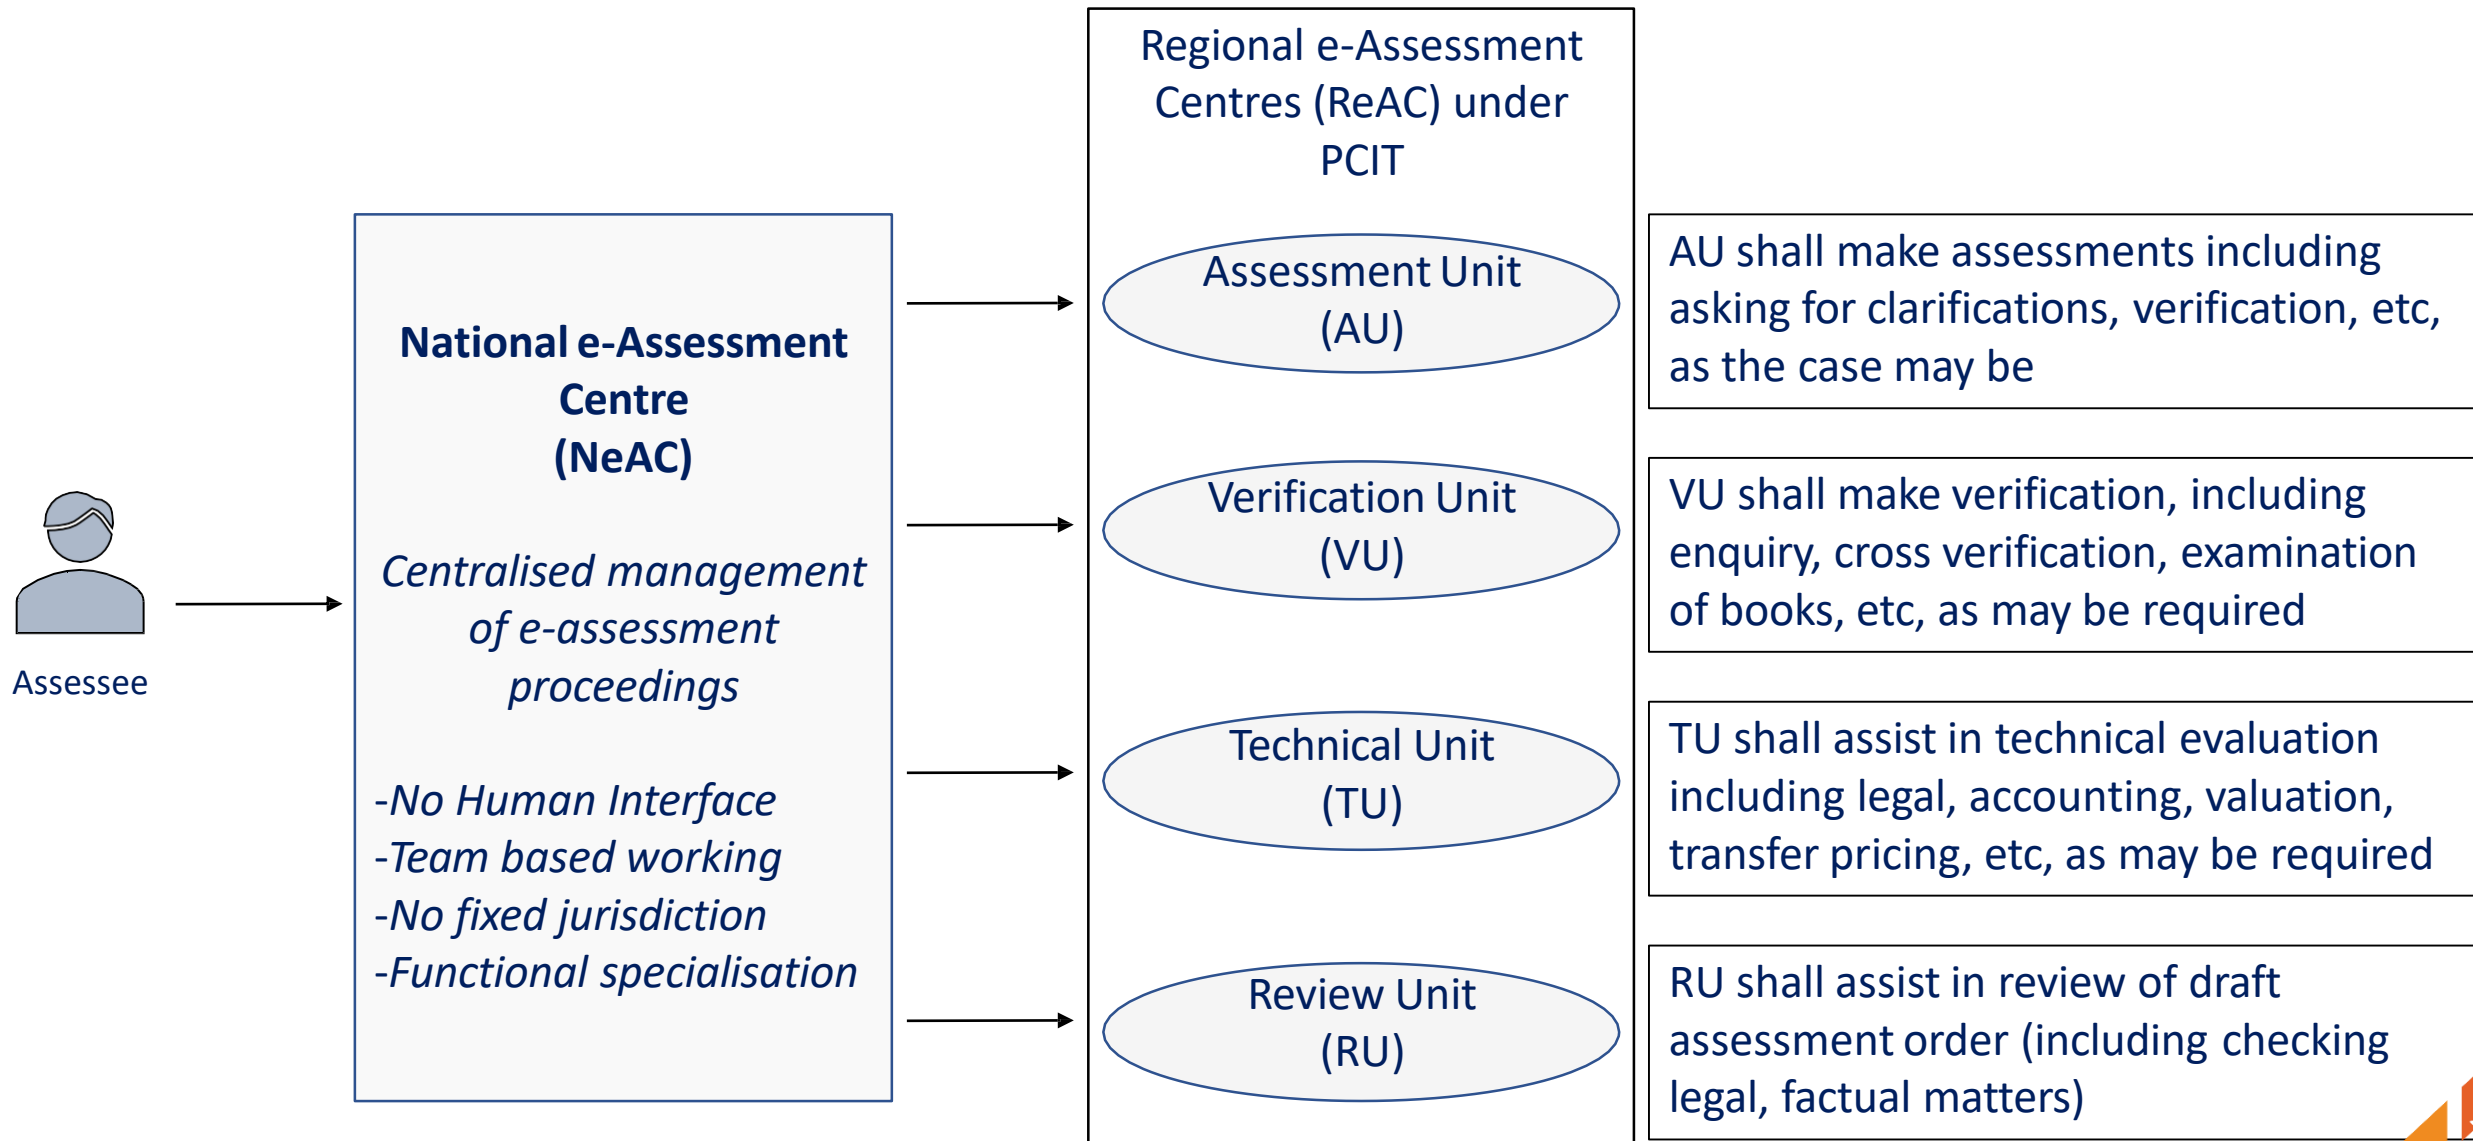 Assessee
National e-Assessment
Centre
(NeAC)
Centralised management
of e-assessment
proceedings
-No Human Interface
-Team based working
-No fixed jurisdiction
-Functional specialisation
Regional e-Assessment
Centres (ReAC) under
PCIT
Assessment Unit
(AU)
AU shall make assessments including
asking for clarifications, verification, etc,
as the case may be
Verification Unit
(VU)
VU shall make verification, including
enquiry, cross verification, examination
of books, etc, as may be required
Technical Unit
(TU)
TU shall assist in technical evaluation
including legal, accounting, valuation,
transfer pricing, etc, as may be required
Review Unit
(RU)
RU shall assist in review of draft
assessment order (including checking
legal, factual matters)